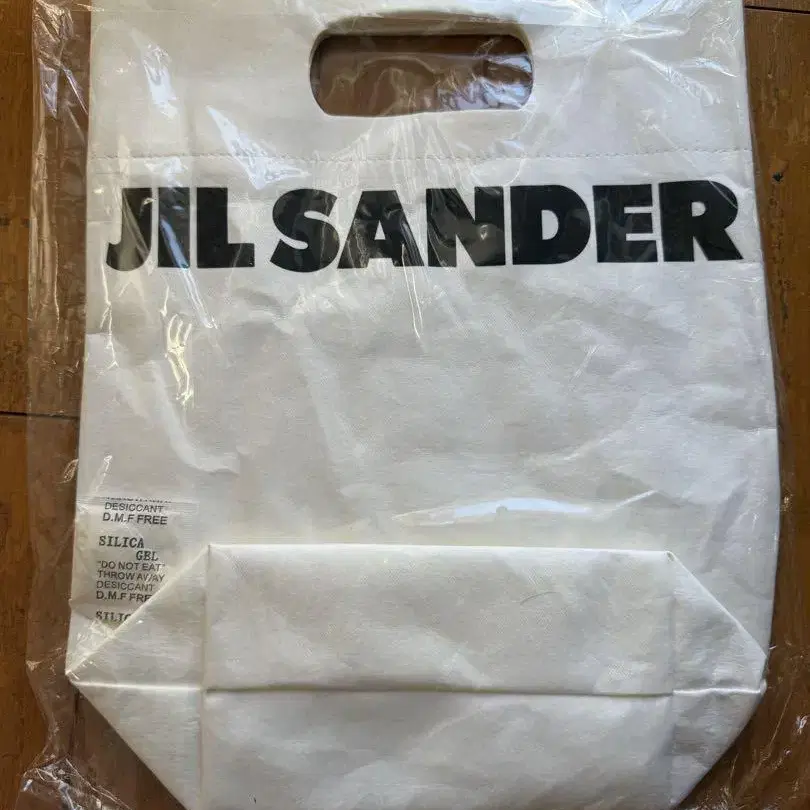 JIL SANDER
DESICCANT
D.M.F FREE
SILICA
GEL
"DO NOT EAT"
THROW AWAY
DESICCANT
D.M.F FREE